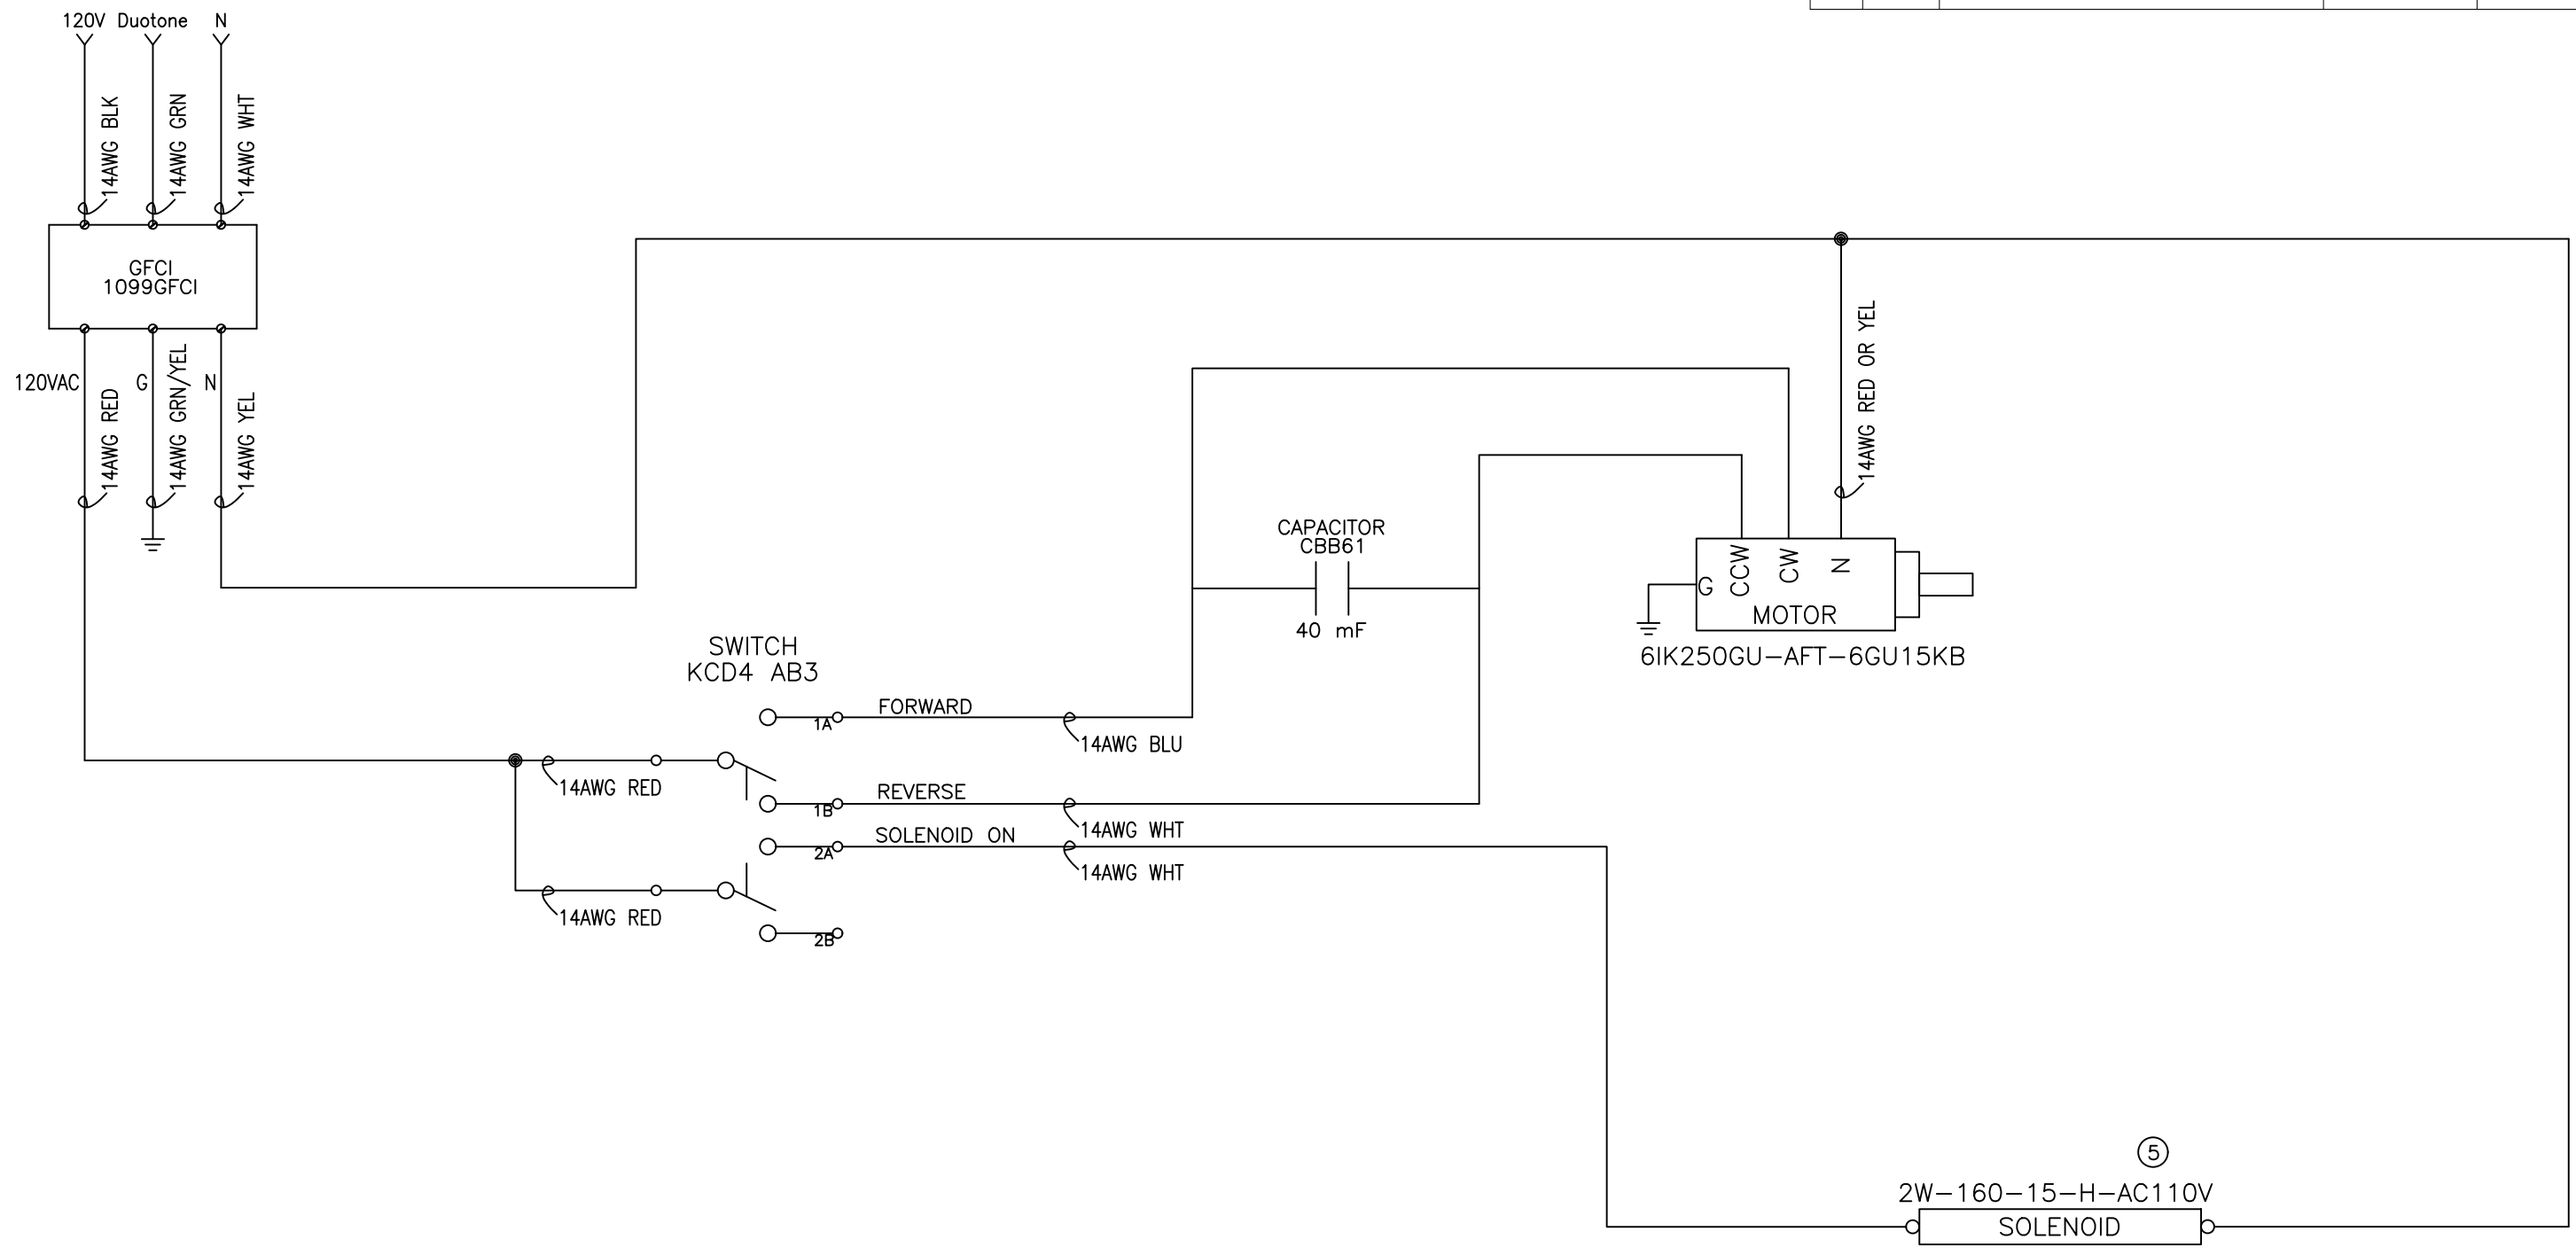 120V Duotone N
14AWG BLK
14AWG GRN
14AWG WHT
GFCI
1099GFCI
120VAC
G
N
14AWG RED
14AWG GRN/YEL
14AWG YEL
14AWG RED OR YEL
CAPACITOR
CBB61
40 mF
G
CCW
CW
N
MOTOR
6IK250GU-AFT-6GU15KB
SWITCH
KCD4 AB3
1A
FORWARD
14AWG BLU
14AWG RED
1B
REVERSE
14AWG WHT
2A
SOLENOID ON
14AWG WHT
14AWG RED
2B
5
2W-160-15-H-AC110V
SOLENOID